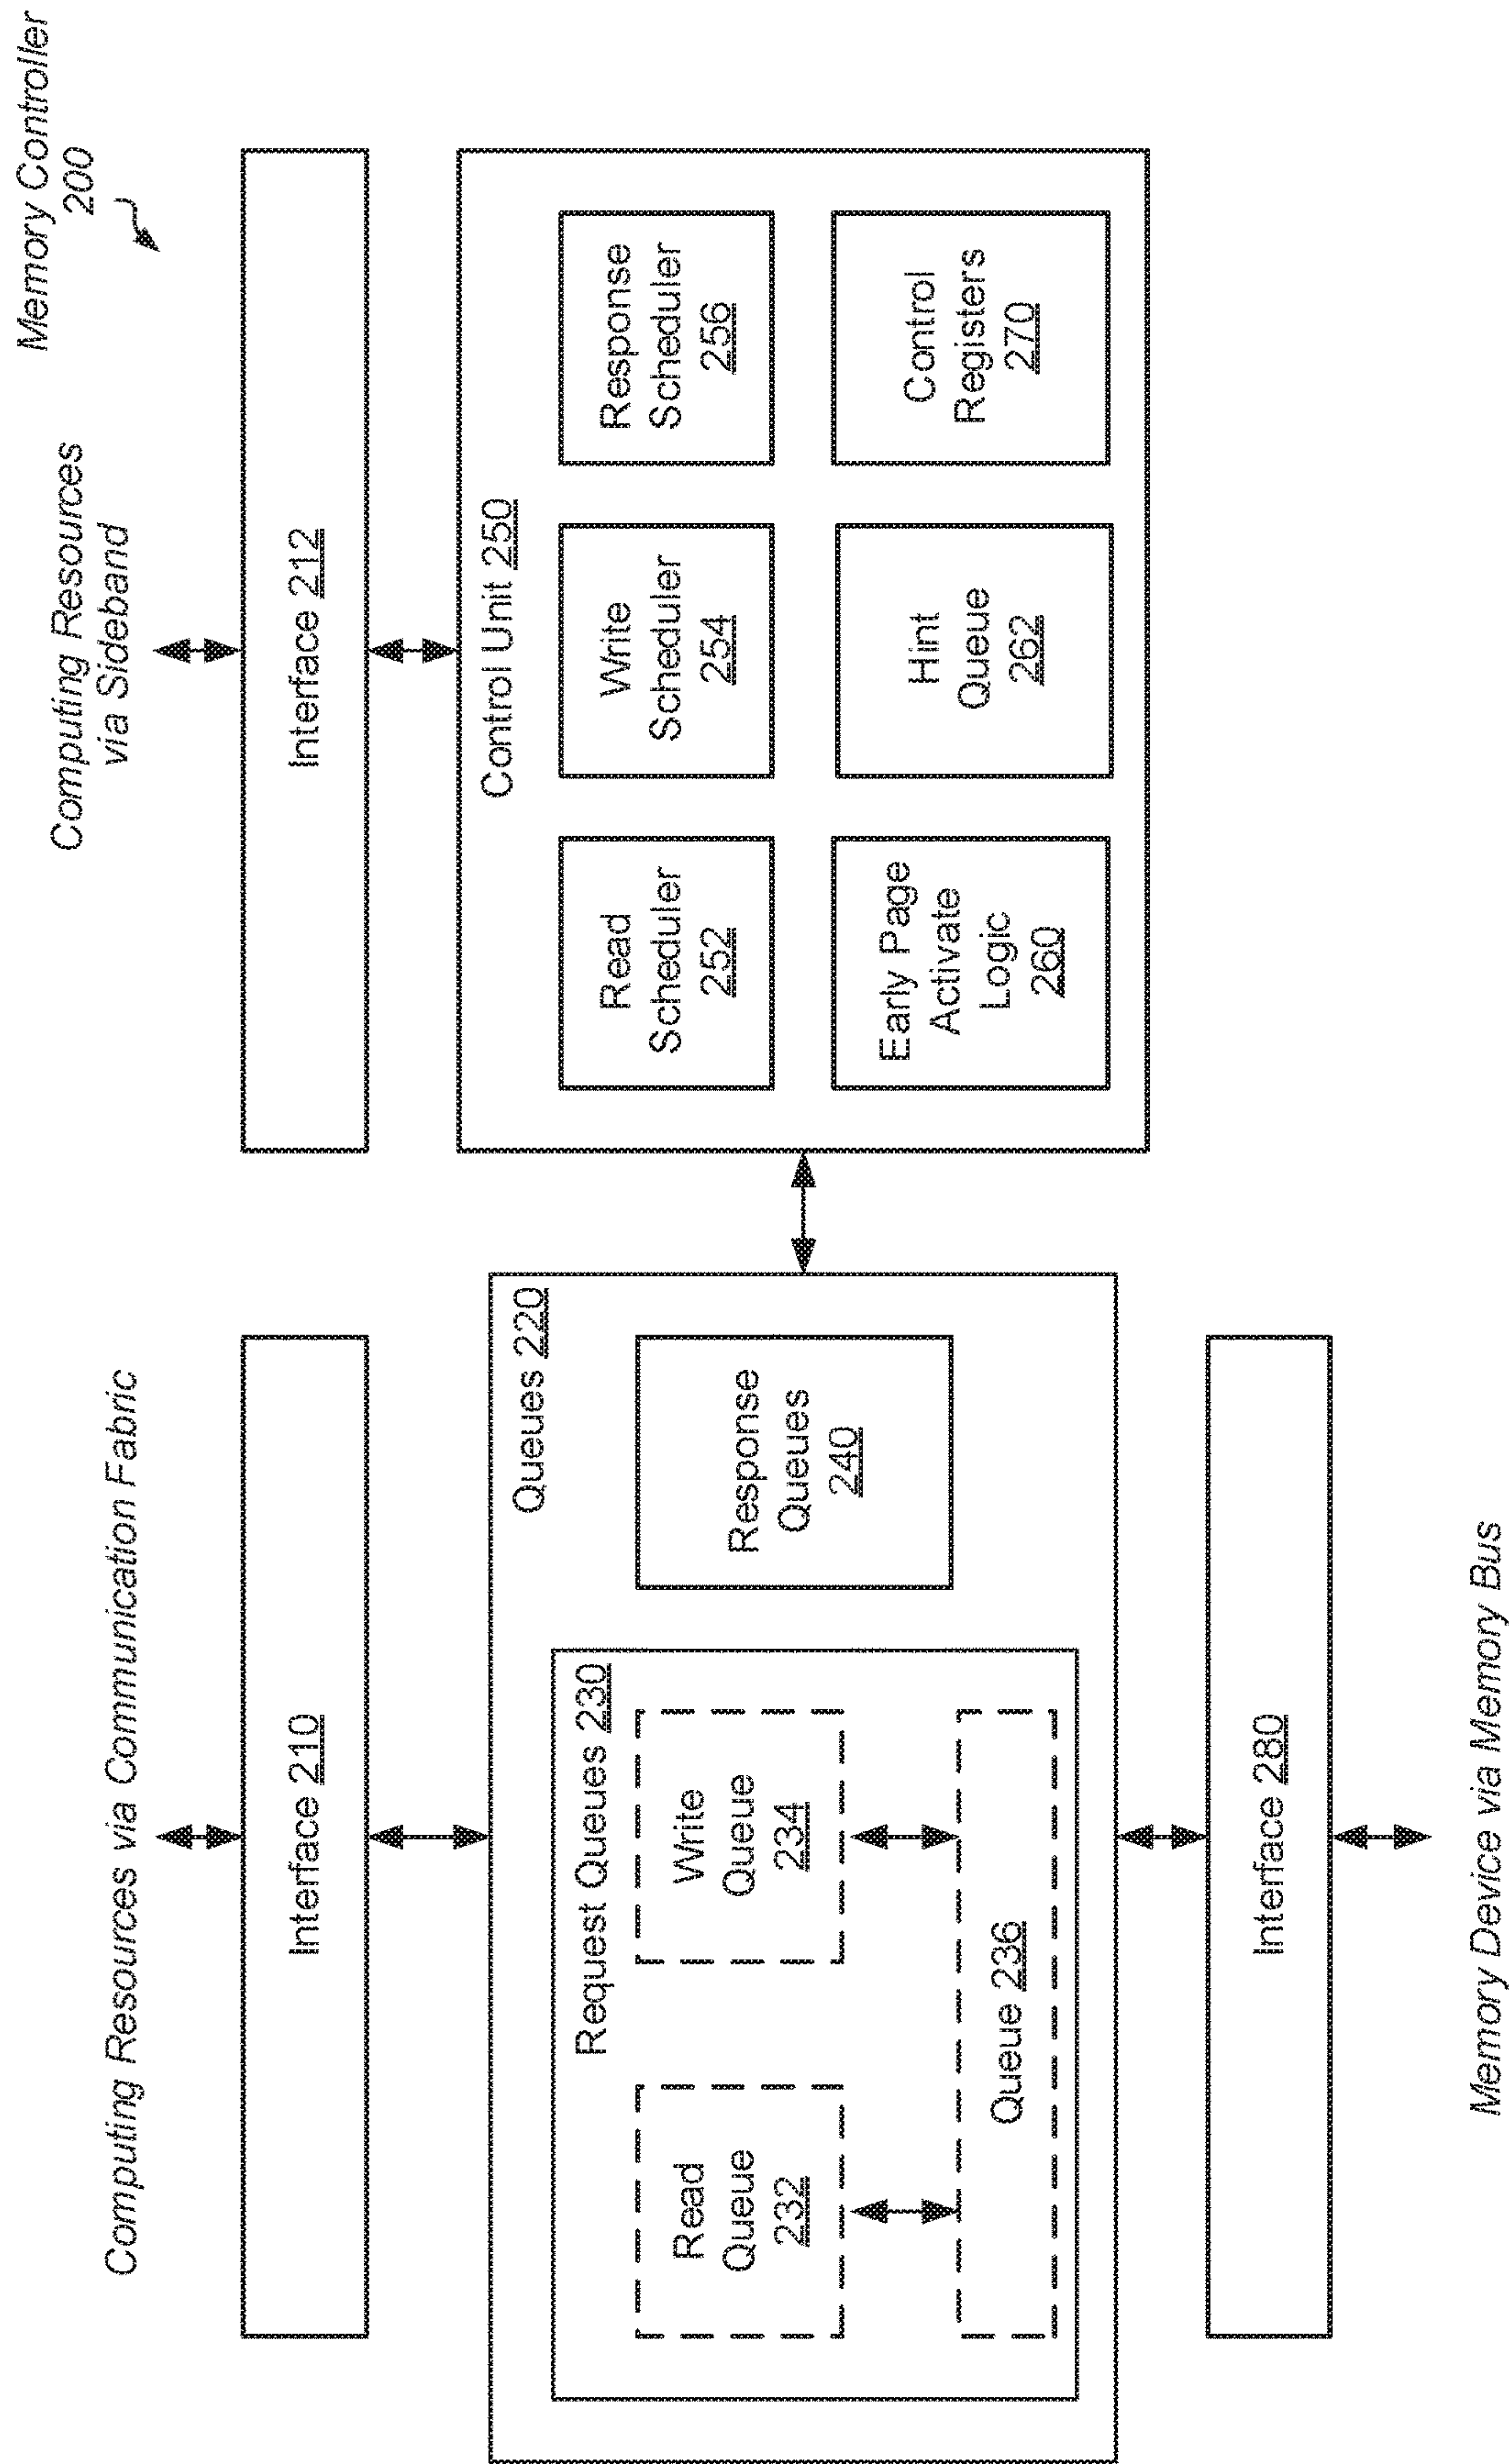 Memory Controller
200
Computing Resources via Communication Fabric
Computing Resources
via Sideband
Interface 210
Interface 212
Queues 220
Request Queues 230
Read
Queue
232
Write
Queue
234
Queue 236
Response
Queues
240
Control Unit 250
Read
Scheduler
252
Write
Scheduler
254
Response
Scheduler
256
Early Page
Activate
Logic
260
Hint
Queue
262
Control
Registers
270
Interface 280
Memory Device via Memory Bus